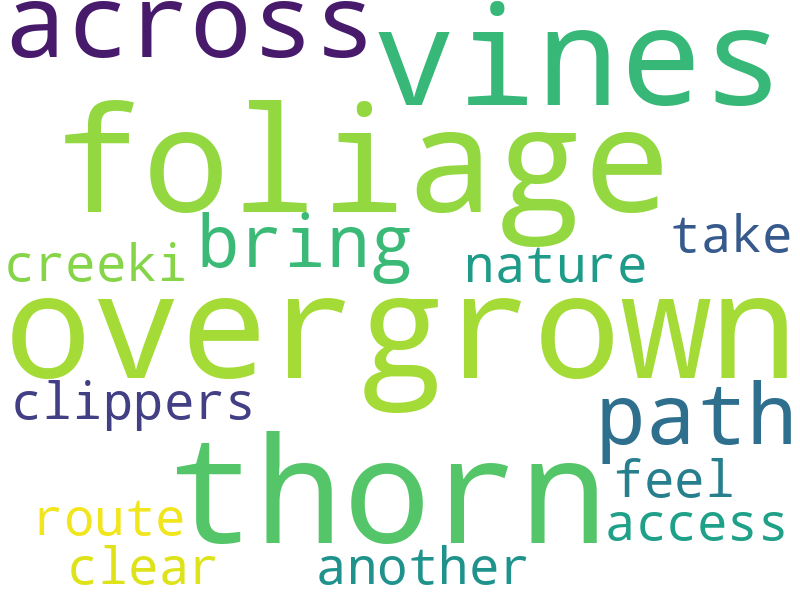 across
vines
foliage
bring
take
creeki
nature
overgrown
clippers
path
thorn
feel
route
access
clear
another